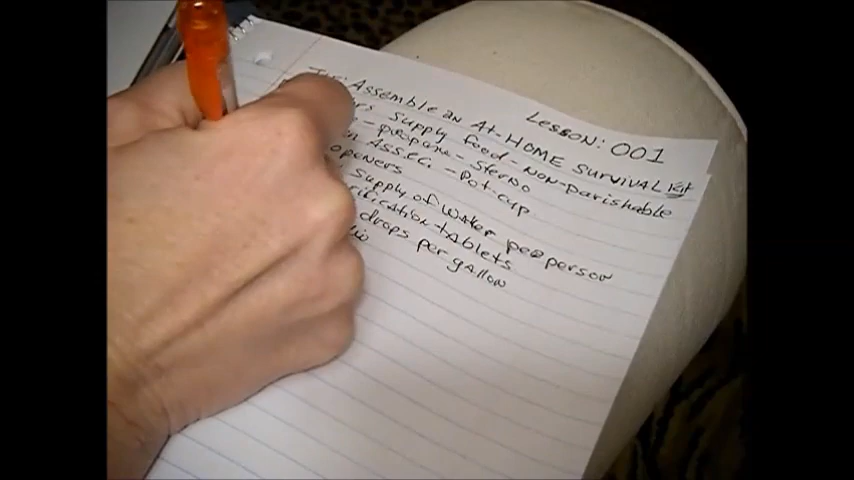 LESSON: 001
Assemble an At-HOME SURVIVAL Kit
Supply food - NON-parishable
- propane - Sterno
ASSEC. - Pot-cup
openers
Supply of Water per person
tablets
drops per gallon